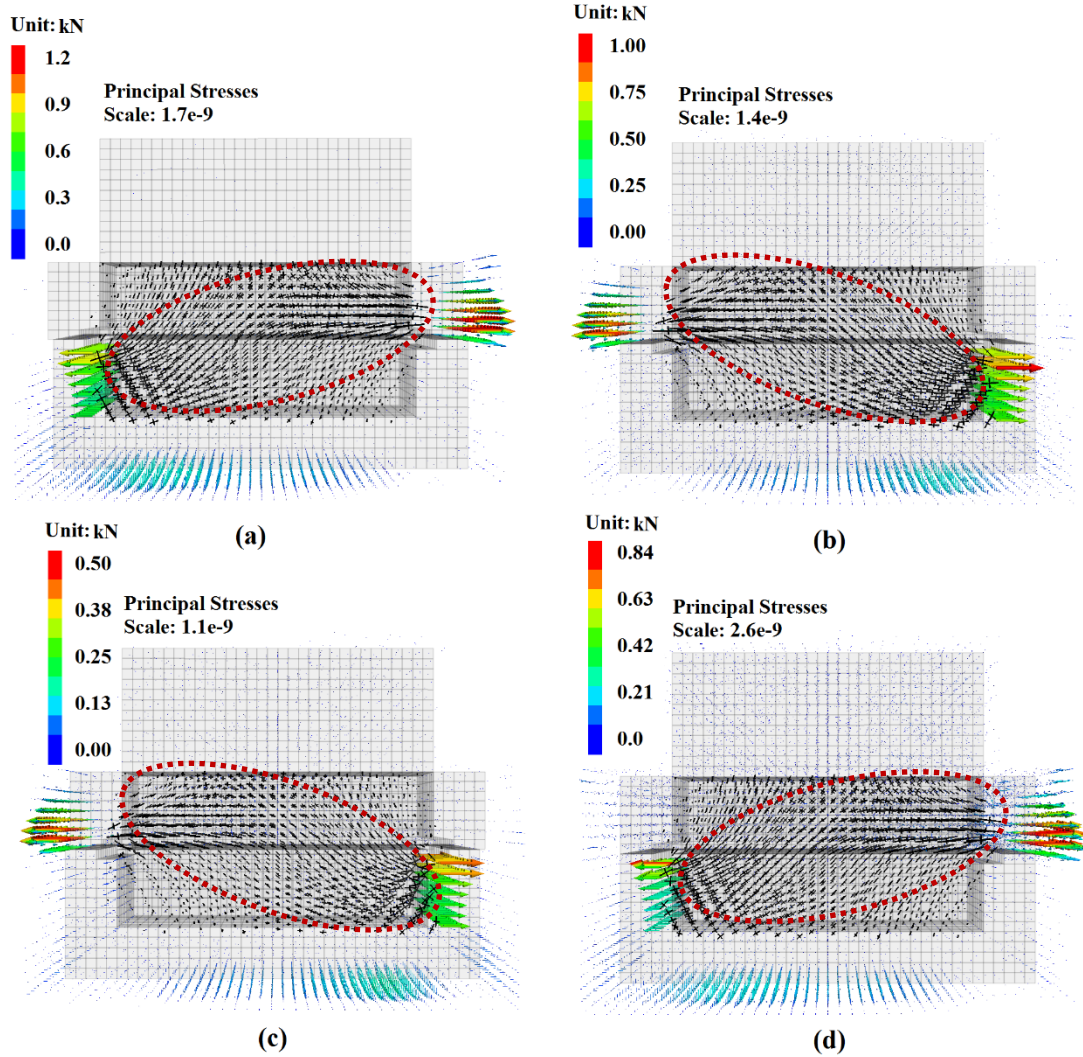 Unit: kN
1.2
0.9
0.6
0.3
0.0
Principal Stresses
Scale: 1.7e-9
(a)
Unit: kN
1.00
0.75
0.50
0.25
0.00
Principal Stresses
Scale: 1.4e-9
(b)
Unit: kN
0.50
0.38
0.25
0.13
0.00
Principal Stresses
Scale: 1.1e-9
(c)
Unit: kN
0.84
0.63
0.42
0.21
0.0
Principal Stresses
Scale: 2.6e-9
(d)